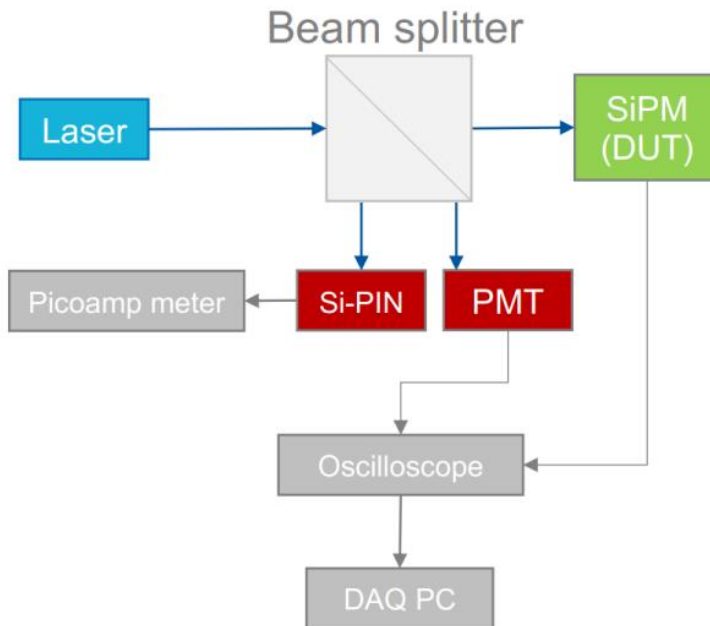 Beam splitter
Laser
SiPM
(DUT)
Picoamp meter
Si-PIN
PMT
Oscilloscope
DAQ PC